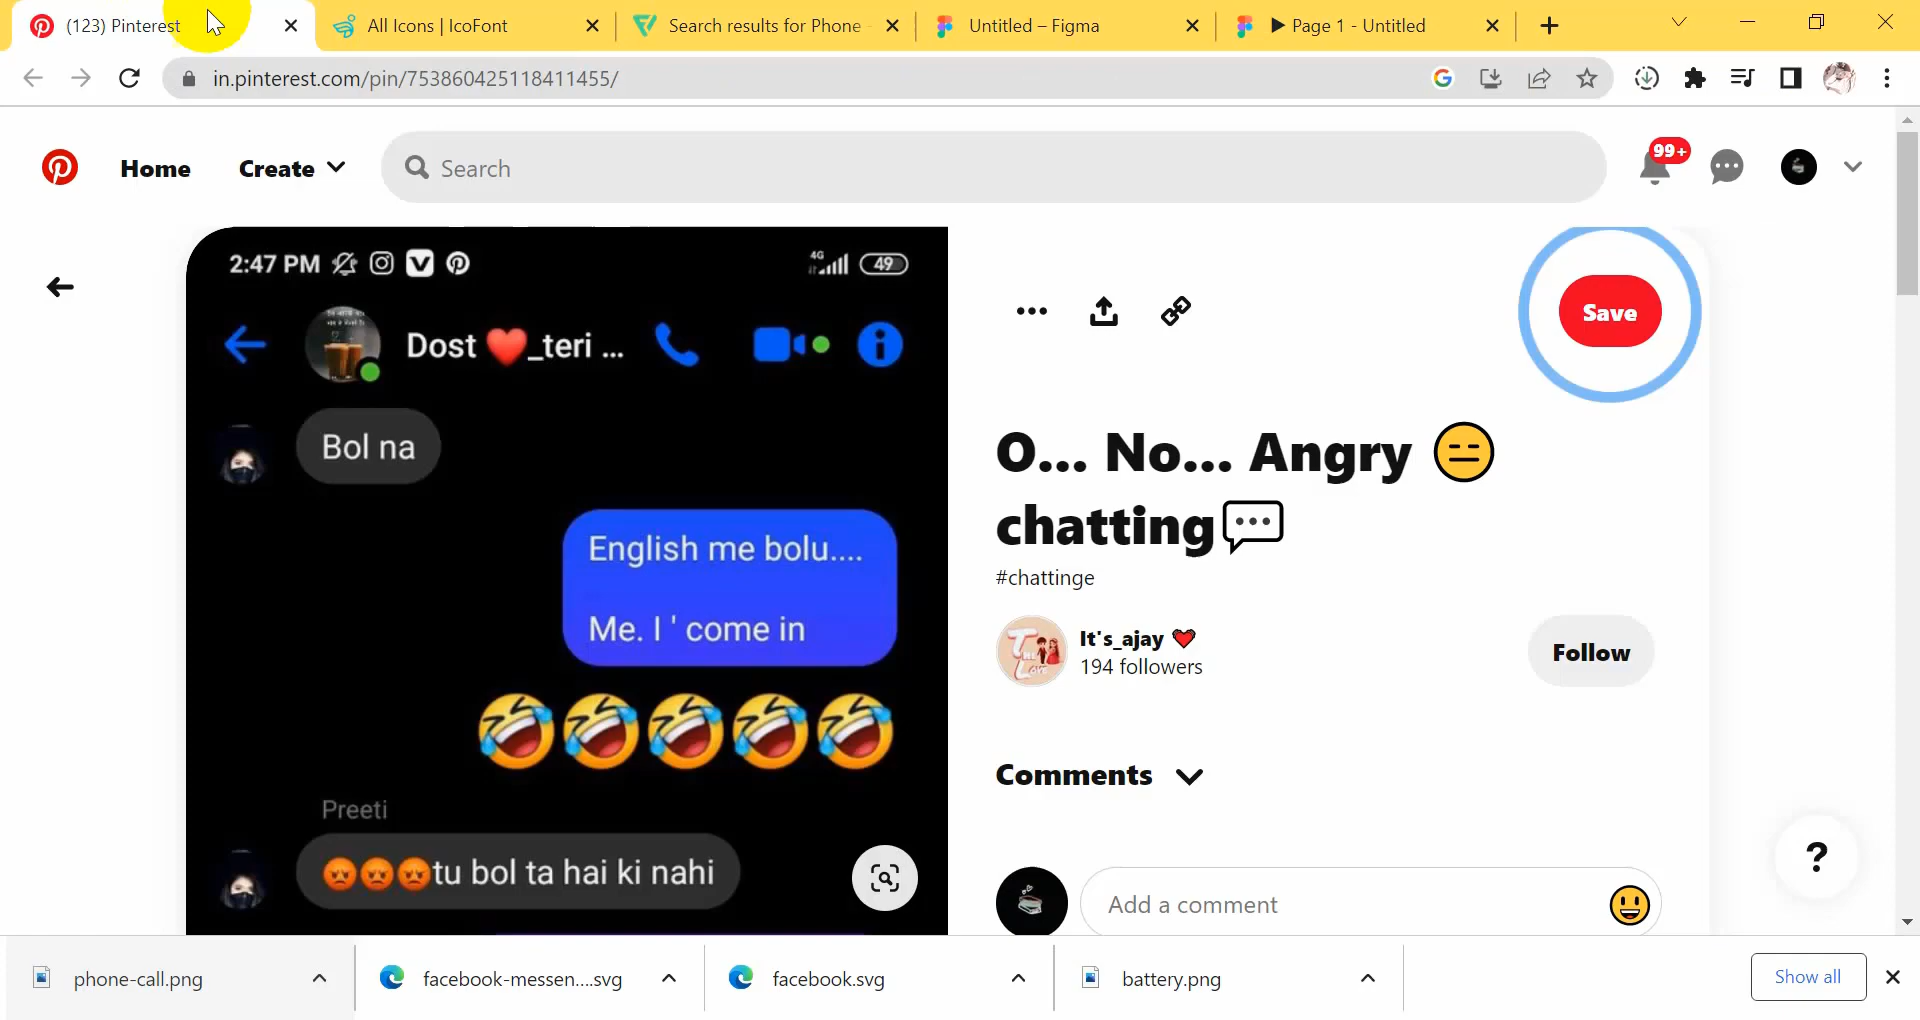 (123) Pinterest
All Icons | IcoFont
Search results for Phone
Untitled – Figma
▶ Page 1 - Untitled
in.pinterest.com/pin/753860425118411455/
Home
Create
Search
99+
2:47 PM
4G
49
Dost ❤️_teri ...
Bol na
English me bolu....
Me. I ' come in
🤣🤣🤣🤣🤣
Preeti
😡😡😡tu bol ta hai ki nahi
Save
O... No... Angry 😑
chatting💬
#chattinge
It's_ajay ❤️
194 followers
Follow
Comments
Add a comment
?
phone-call.png
facebook-messen....svg
facebook.svg
battery.png
Show all